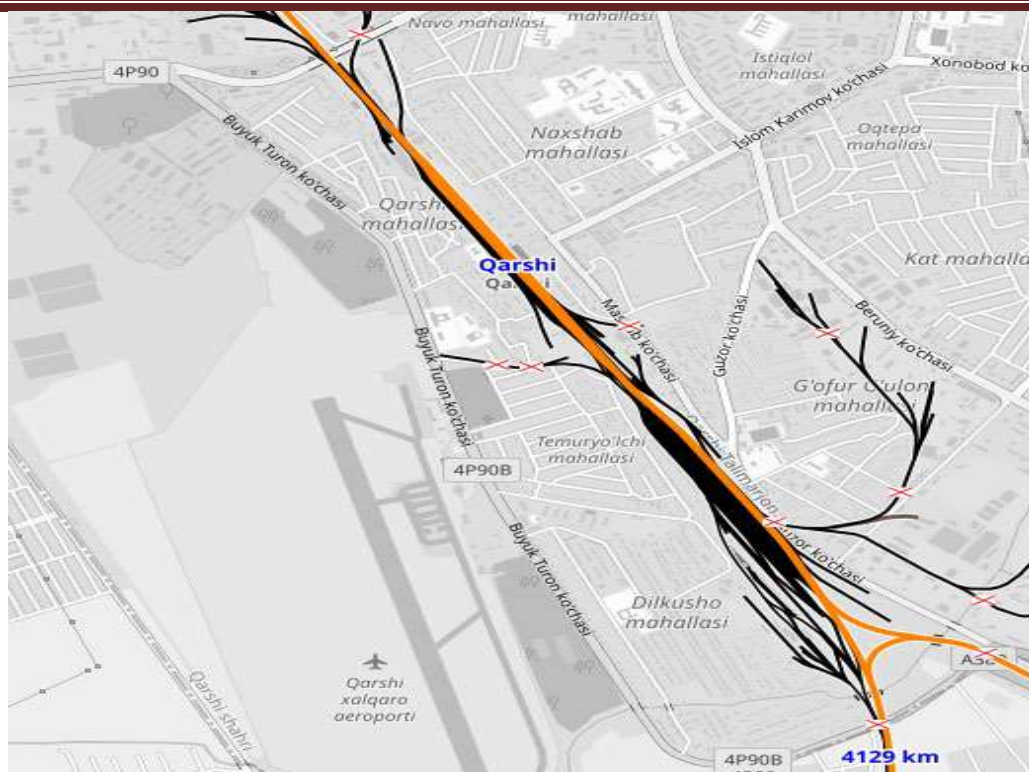 Navo mahallasi
mahallasi
4P90
Istiqlol
mahallasi
Xonobod ko
Islom Karimov ko'chasi
Oqtepa
mahallasi
Naxshab
mahallasi
Buyuk Turon ko'chasi
Qarshi
mahallasi
Qarshi
Kat mahalla
Guzor ko'chasi
Beruniy ko'chasi
Buyuk Turon ko'chasi
G'ofur G'ulom
mahallasi
Temuryo'lchi
mahallasi
4P90B
Qarshi Talimarjon
Guzor ko'chasi
Buyuk Turon ko'chasi
Dilkusho
mahallasi
Qarshi
xalqaro
aeroporti
Qarshi shahri
4P90B
4129 km